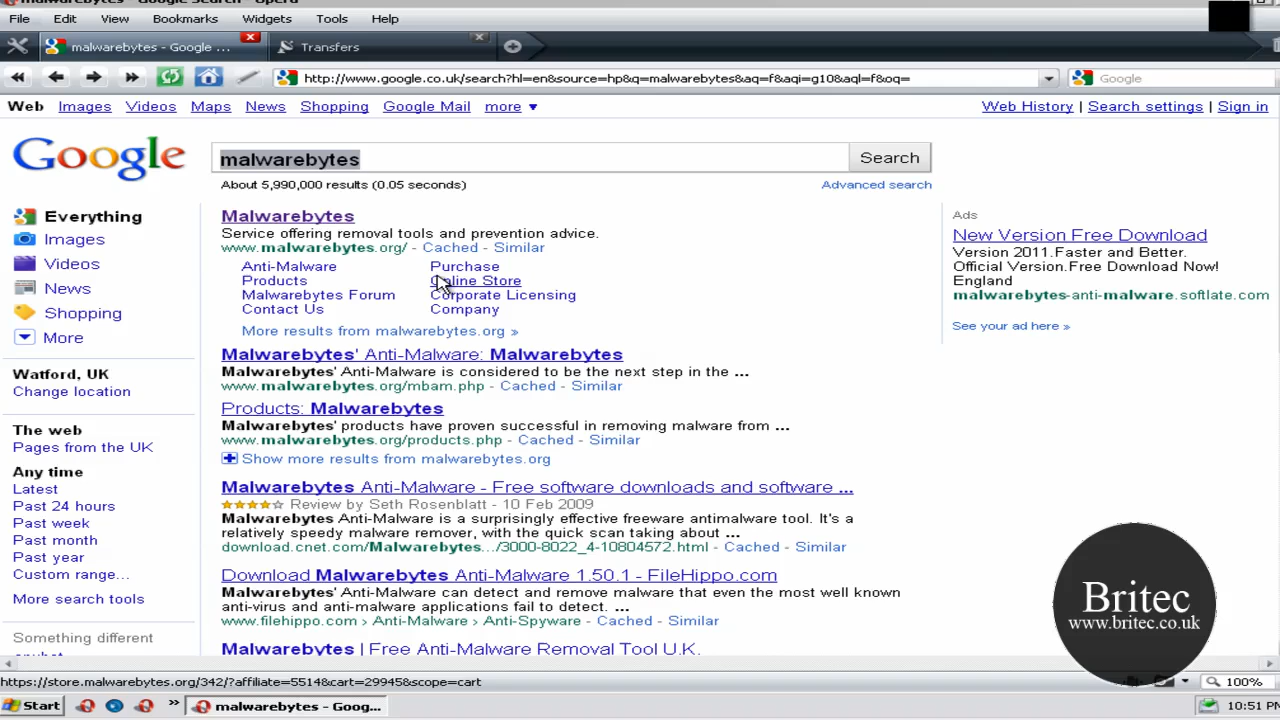 malwarebytes - Google Search - Opera
File Edit View Bookmarks Widgets Tools Help
malwarebytes - Google ... Transfers
http://www.google.co.uk/search?hl=en&source=hp&q=malwarebytes&aq=f&aqi=g10&aql=f&oq= Google
Web Images Videos Maps News Shopping Google Mail more Web History | Search settings | Sign in
Google malwarebytes Search
About 5,990,000 results (0.05 seconds) Advanced search
Everything
Images
Videos
News
Shopping
More
Watford, UK
Change location
The web
Pages from the UK
Any time
Latest
Past 24 hours
Past week
Past month
Past year
Custom range...
More search tools
Something different
Malwarebytes
Service offering removal tools and prevention advice.
www.malwarebytes.org/ - Cached - Similar
Anti-Malware Purchase
Products Online Store
Malwarebytes Forum Corporate Licensing
Contact Us Company
More results from malwarebytes.org »
Malwarebytes' Anti-Malware: Malwarebytes
Malwarebytes' Anti-Malware is considered to be the next step in the ...
www.malwarebytes.org/mbam.php - Cached - Similar
Products: Malwarebytes
Malwarebytes' products have proven successful in removing malware from ...
www.malwarebytes.org/products.php - Cached - Similar
Show more results from malwarebytes.org
Malwarebytes Anti-Malware - Free software downloads and software ...
Review by Seth Rosenblatt - 10 Feb 2009
Malwarebytes Anti-Malware is a surprisingly effective freeware antimalware tool. It's a
relatively speedy malware remover, with the quick scan taking about ...
download.cnet.com/Malwarebytes.../3000-8022_4-10804572.html - Cached - Similar
Download Malwarebytes Anti-Malware 1.50.1 - FileHippo.com
Malwarebytes' Anti-Malware can detect and remove malware that even the most well known
anti-virus and anti-malware applications fail to detect. ...
www.filehippo.com › Anti-Malware › Anti-Spyware - Cached - Similar
Malwarebytes | Free Anti-Malware Removal Tool U.K.
Ads
New Version Free Download
Version 2011.Faster and Better.
Official Version.Free Download Now!
England
malwarebytes-anti-malware.softlate.com
See your ad here »
Britec
www.britec.co.uk
https://store.malwarebytes.org/342/?affiliate=5514&cart=29945&scope=cart 100%
Start malwarebytes - Goog... 10:51 PM